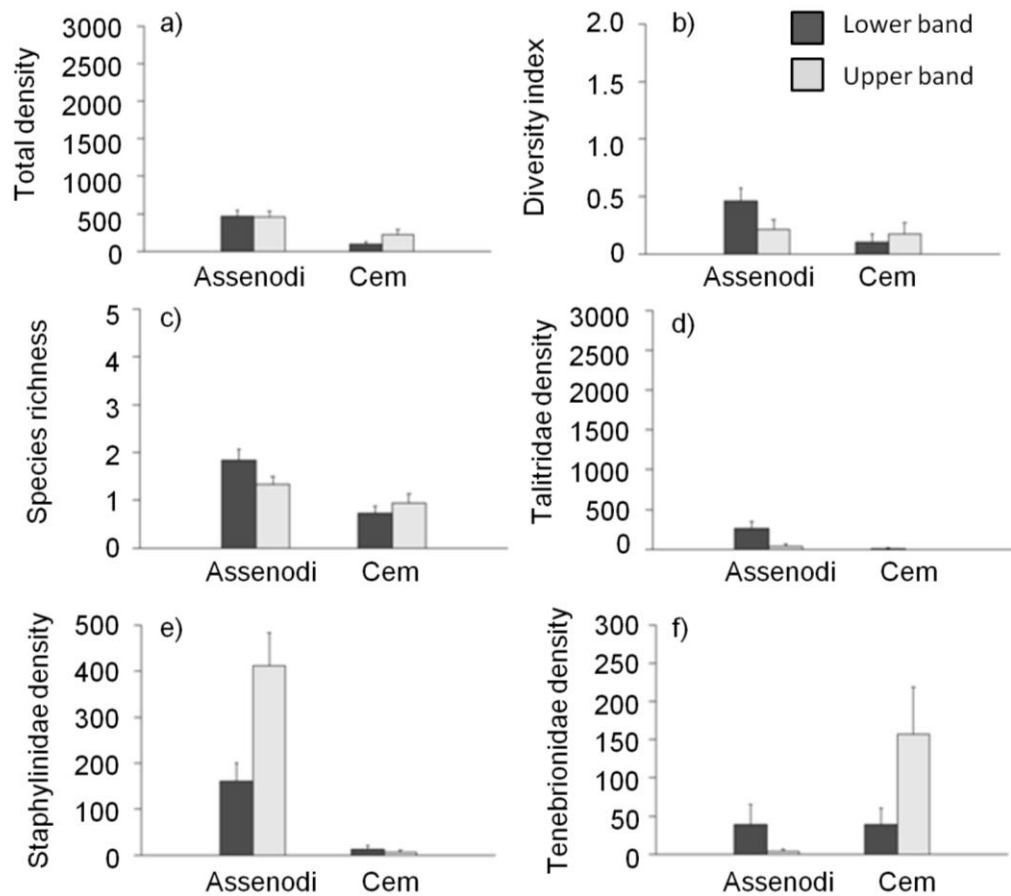 a)
Total density
3000
2500
2000
1500
1000
500
0
Assenodi Cem
b)
Diversity index
2.0
1.5
1.0
0.5
0
Assenodi Cem
Lower band
Upper band
c)
Species richness
5
4
3
2
1
0
Assenodi Cem
d)
Talitridae density
3000
2500
2000
1500
1000
500
0
Assenodi Cem
e)
Staphylinidae density
500
400
300
200
100
0
Assenodi Cem
f)
Tenebrionidae density
300
250
200
150
100
50
0
Assenodi Cem